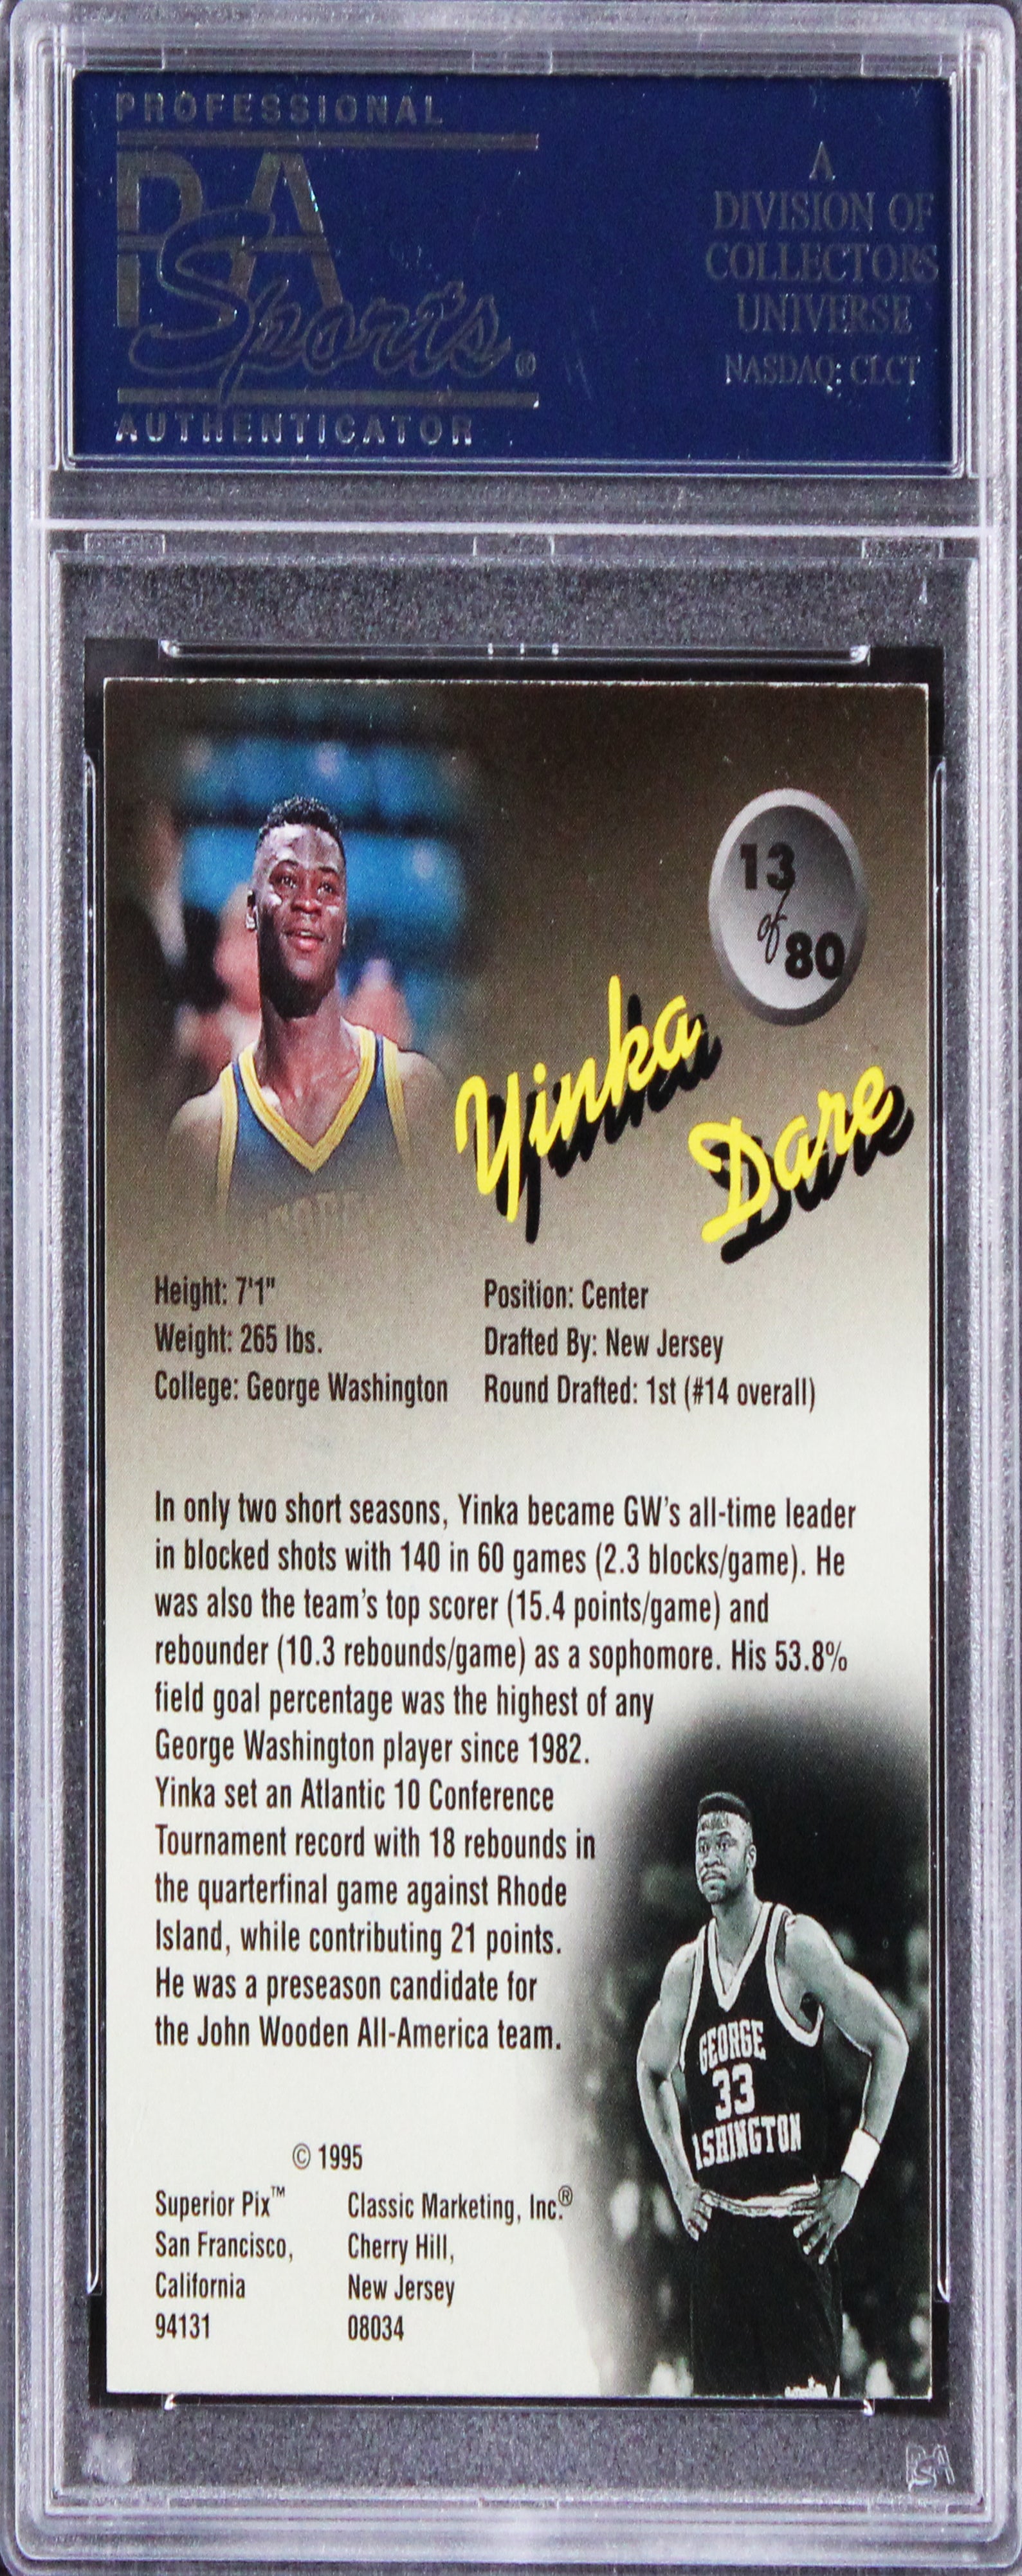 PROFESSIONAL
PSA
Sports®
AUTHENTICATOR
A
DIVISION OF
COLLECTORS
UNIVERSE
NASDAQ: CLCT
13
of
80
Yinka
Dare
Height: 7'1"
Weight: 265 lbs.
College: George Washington
Position: Center
Drafted By: New Jersey
Round Drafted: 1st (#14 overall)
In only two short seasons, Yinka became GW's all-time leader
in blocked shots with 140 in 60 games (2.3 blocks/game). He
was also the team's top scorer (15.4 points/game) and
rebounder (10.3 rebounds/game) as a sophomore. His 53.8%
field goal percentage was the highest of any
George Washington player since 1982.
Yinka set an Atlantic 10 Conference
Tournament record with 18 rebounds in
the quarterfinal game against Rhode
Island, while contributing 21 points.
He was a preseason candidate for
the John Wooden All-America team.
GEORGE
33
ASHINGTON
© 1995
Superior Pix™
San Francisco,
California
94131
Classic Marketing, Inc.®
Cherry Hill,
New Jersey
08034
PSA